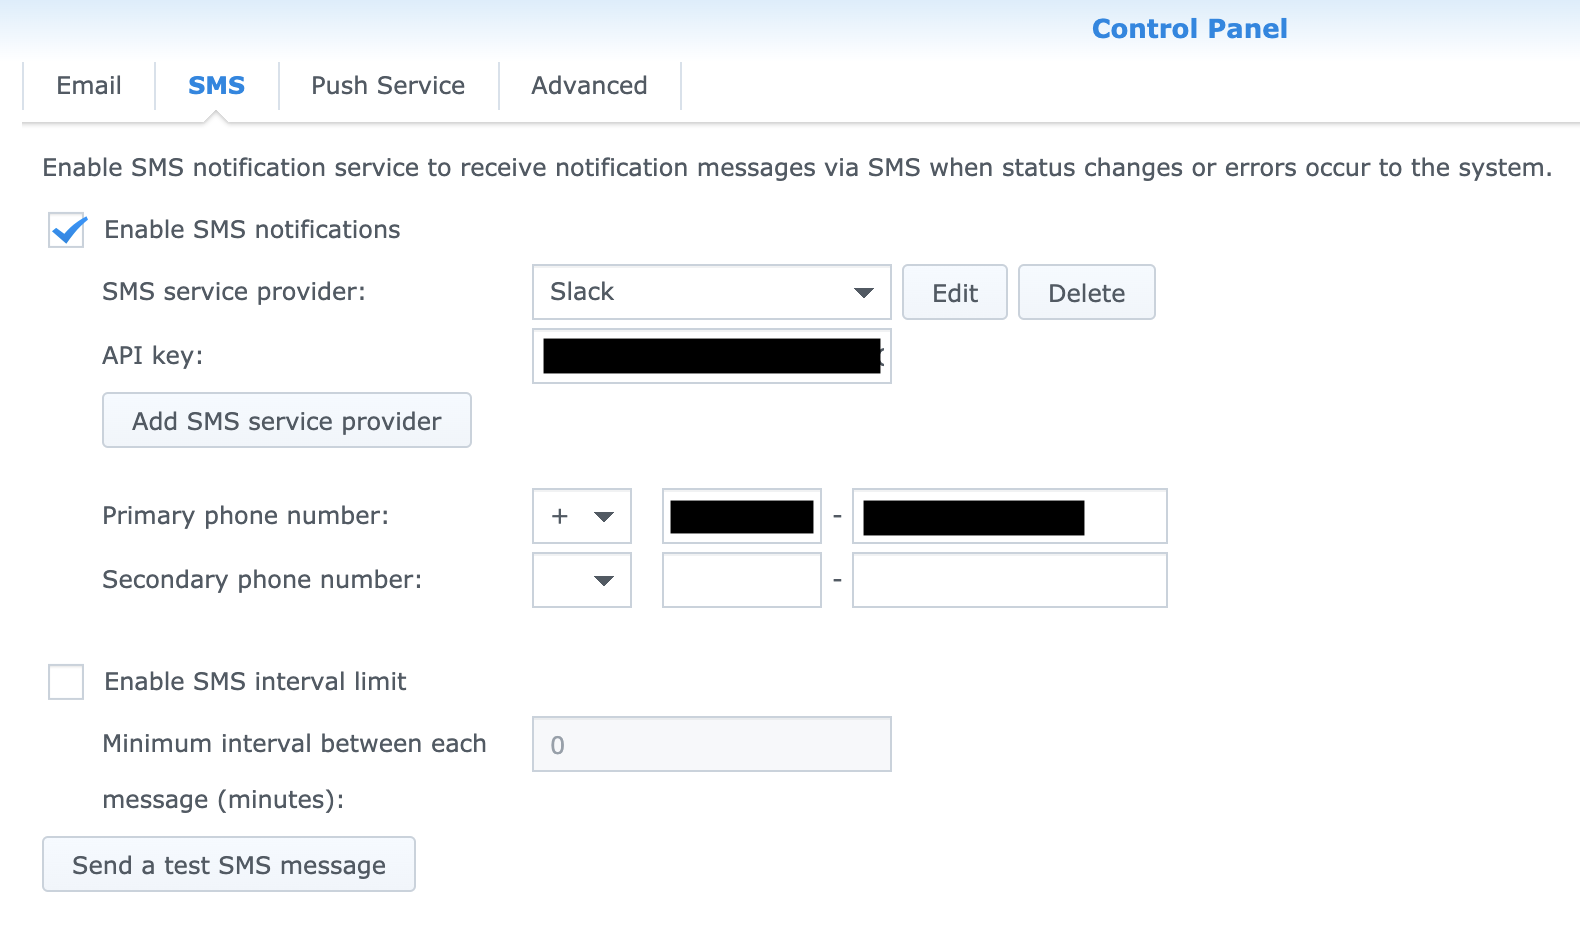 Control Panel
Email SMS Push Service Advanced
Enable SMS notification service to receive notification messages via SMS when status changes or errors occur to the system.
Enable SMS notifications
SMS service provider: Slack Edit Delete
API key:
Add SMS service provider
Primary phone number: + -
Secondary phone number: -
Enable SMS interval limit
Minimum interval between each 0
message (minutes):
Send a test SMS message